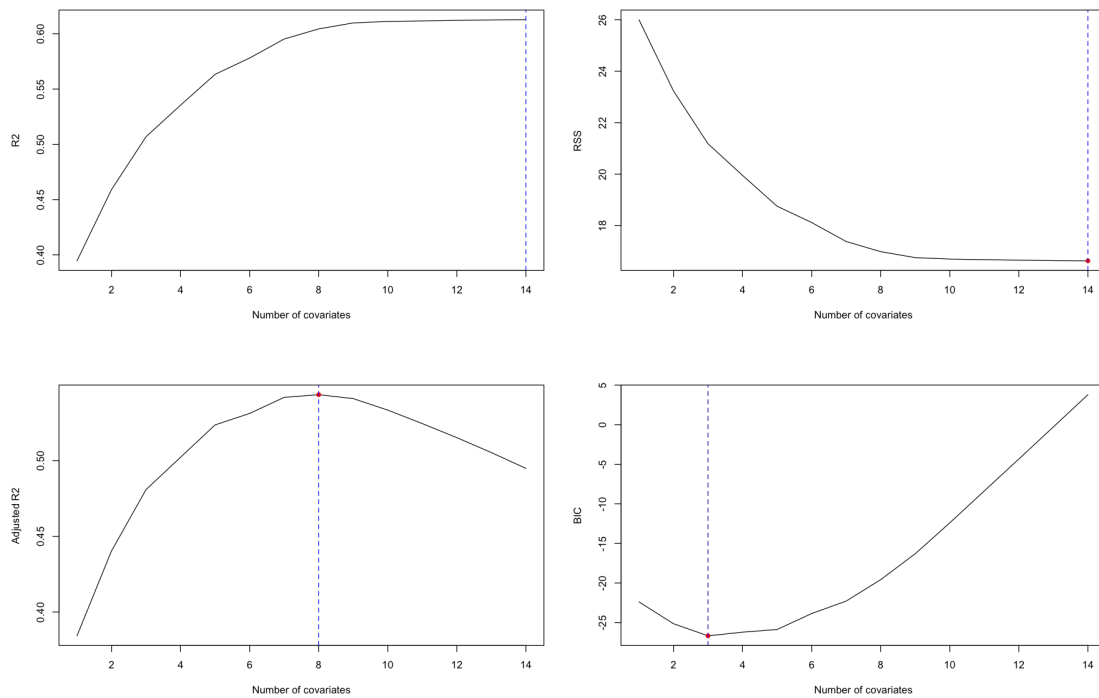 R2
0.40 0.45 0.50 0.55 0.60
2 4 6 8 10 12 14
Number of covariates
RSS
18 20 22 24 26
2 4 6 8 10 12 14
Number of covariates
Adjusted R2
0.40 0.45 0.50
2 4 6 8 10 12 14
Number of covariates
BIC
-25 -20 -15 -10 -5 0 5
2 4 6 8 10 12 14
Number of covariates